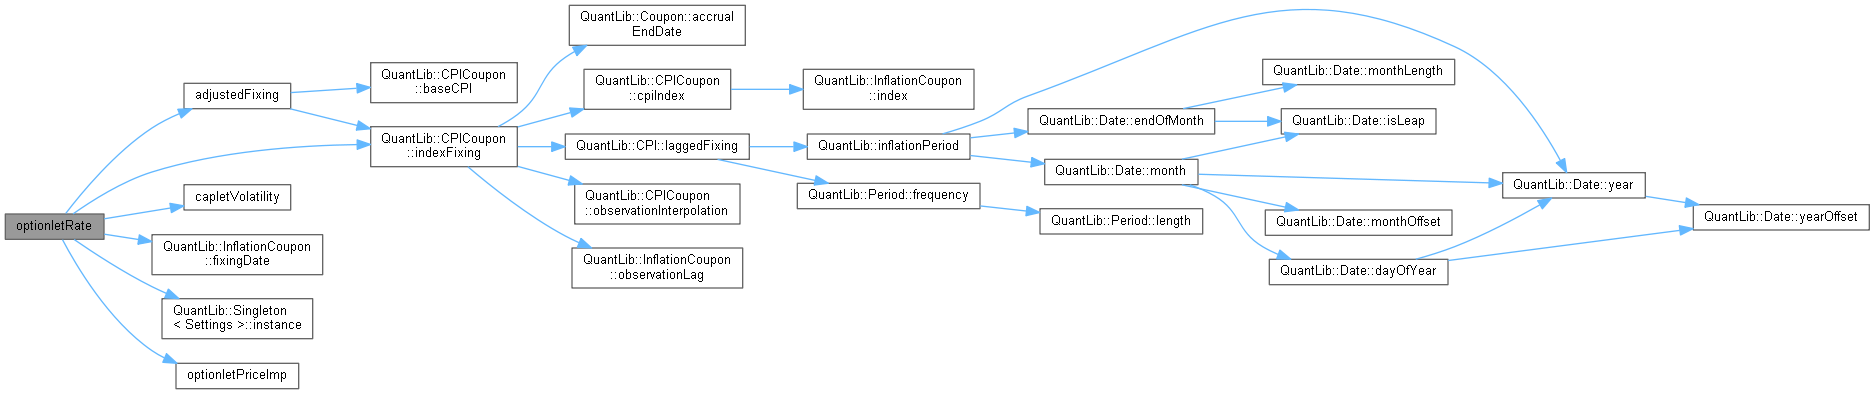 optionletRate
adjustedFixing
capletVolatility
QuantLib::InflationCoupon
::fixingDate
QuantLib::Singleton
< Settings >::instance
optionletPriceImp
QuantLib::CPICoupon
::baseCPI
QuantLib::CPICoupon
::indexFixing
QuantLib::Coupon::accrual
EndDate
QuantLib::CPICoupon
::cpiIndex
QuantLib::CPI::laggedFixing
QuantLib::CPICoupon
::observationInterpolation
QuantLib::InflationCoupon
::observationLag
QuantLib::InflationCoupon
::index
QuantLib::inflationPeriod
QuantLib::Period::frequency
QuantLib::Date::endOfMonth
QuantLib::Date::month
QuantLib::Period::length
QuantLib::Date::monthLength
QuantLib::Date::isLeap
QuantLib::Date::monthOffset
QuantLib::Date::dayOfYear
QuantLib::Date::year
QuantLib::Date::yearOffset